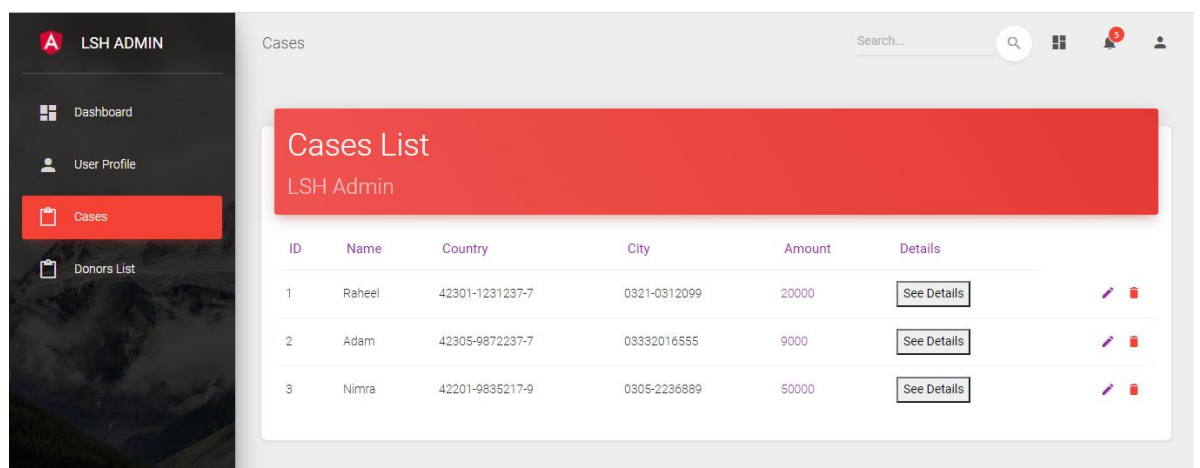 A LSH ADMIN
Cases
Search...
5
Dashboard
User Profile
Cases
Donors List
Cases List
LSH Admin
ID Name Country City Amount Details
1 Raheel 42301-1231237-7 0321-0312099 20000 See Details
2 Adam 42305-9872237-7 03332016555 9000 See Details
3 Nimra 42201-9835217-9 0305-2236889 50000 See Details